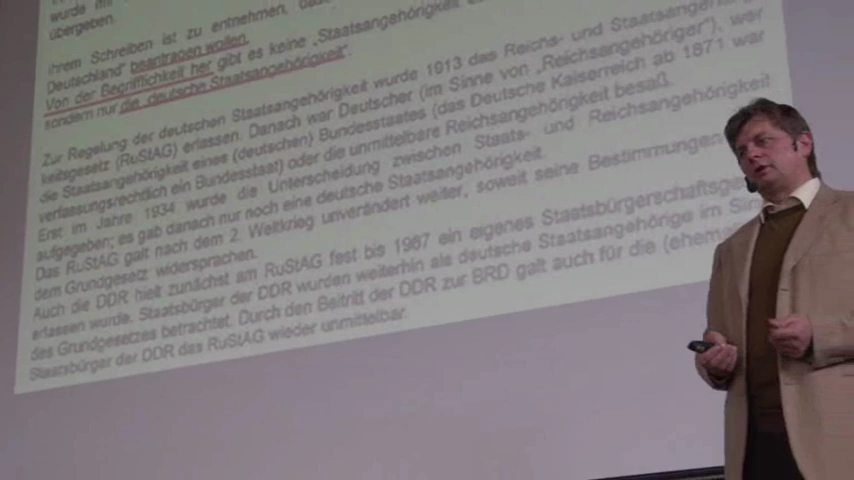 wurde mit
übergeben.
Ihrem Schreiben ist zu entnehmen, dass
Deutschland" beantragen wollen.
Von der Begrifflichkeit her gibt es keine „Staatsangehörigkeit
sondern nur die „deutsche Staatsangehörigkeit".
Zur Regelung der deutschen Staatsangehörigkeit wurde 1913 das Reichs- und Staatsangehörig
keitsgesetz (RuStAG) erlassen. Danach war Deutscher (im Sinne von „Reichsangehöriger"), wer
die Staatsangehörigkeit eines (deutschen) Bundesstaates (das Deutsche Kaiserreich ab 1871 war
verfassungsrechtlich ein Bundesstaat) oder die unmittelbare Reichsangehörigkeit besaß.
Erst im Jahre 1934 wurde die Unterscheidung zwischen Staats- und Reichsangehörigkeit
aufgegeben; es gab danach nur noch eine deutsche Staatsangehörigkeit.
Das RuStAG galt nach dem 2. Weltkrieg unverändert weiter, soweit seine Bestimmungen
dem Grundgesetz widersprachen.
Auch die DDR hielt zunächst am RuStAG fest bis 1967 ein eigenes Staatsbürgerschaftsge
erlassen wurde. Staatsbürger der DDR wurden weiterhin als deutsche Staatsangehörige im Sin
des Grundgesetzes betrachtet. Durch den Beitritt der DDR zur BRD galt auch für die (eheme
Staatsbürger der DDR das RuStAG wieder unmittelbar.